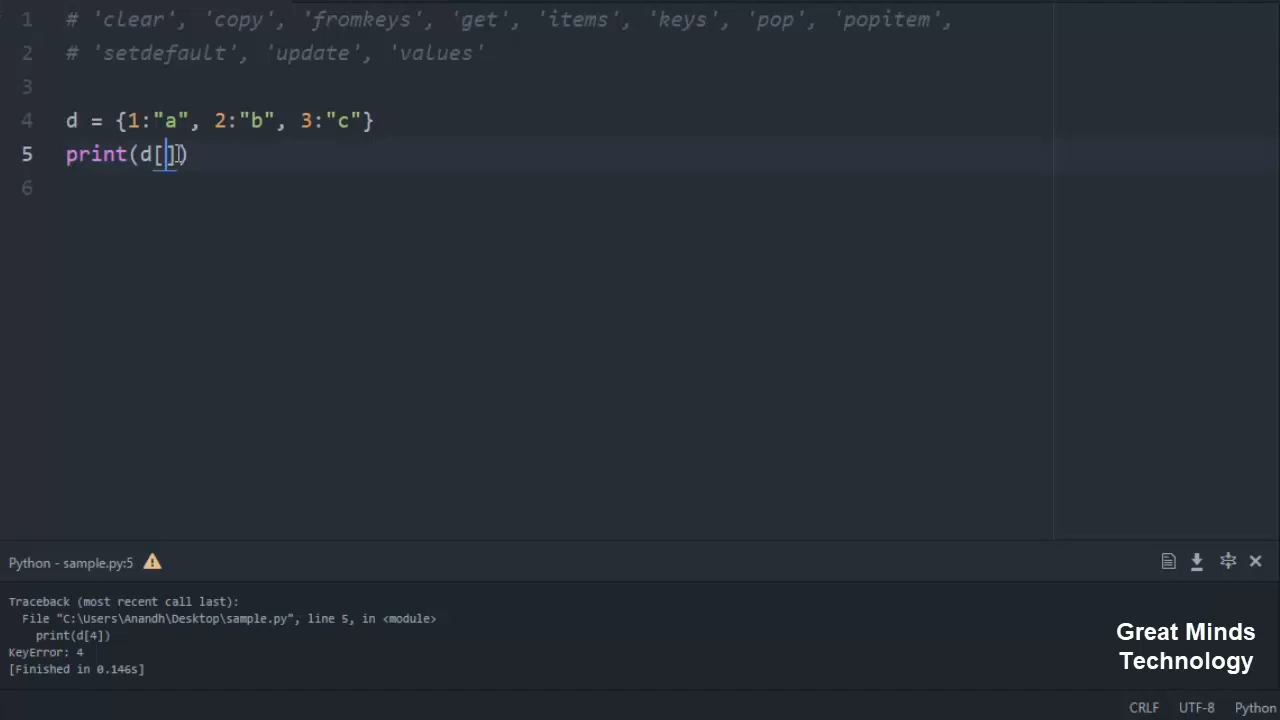 1 # 'clear', 'copy', 'fromkeys', 'get', 'items', 'keys', 'pop', 'popitem',
2 # 'setdefault', 'update', 'values'
3
4 d = {1:"a", 2:"b", 3:"c"}
5 print(d[])
6
Python - sample.py:5
Traceback (most recent call last):
File "C:\Users\Anandh\Desktop\sample.py", line 5, in <module>
print(d[4])
KeyError: 4
[Finished in 0.146s]
Great Minds
Technology
CRLF UTF-8 Python